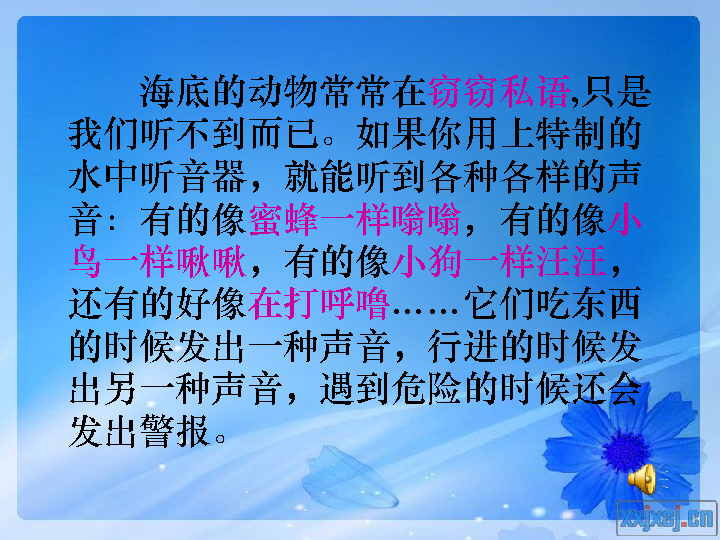 海底的动物常常在窃窃私语,只是
我们听不到而已。如果你用上特制的
水中听音器，就能听到各种各样的声
音：有的像蜜蜂一样嗡嗡，有的像小
鸟一样啾啾，有的像小狗一样汪汪，
还有的好像在打呼噜……它们吃东西
的时候发出一种声音，行进的时候发
出另一种声音，遇到危险的时候还会
发出警报。
xxjxsj.cn